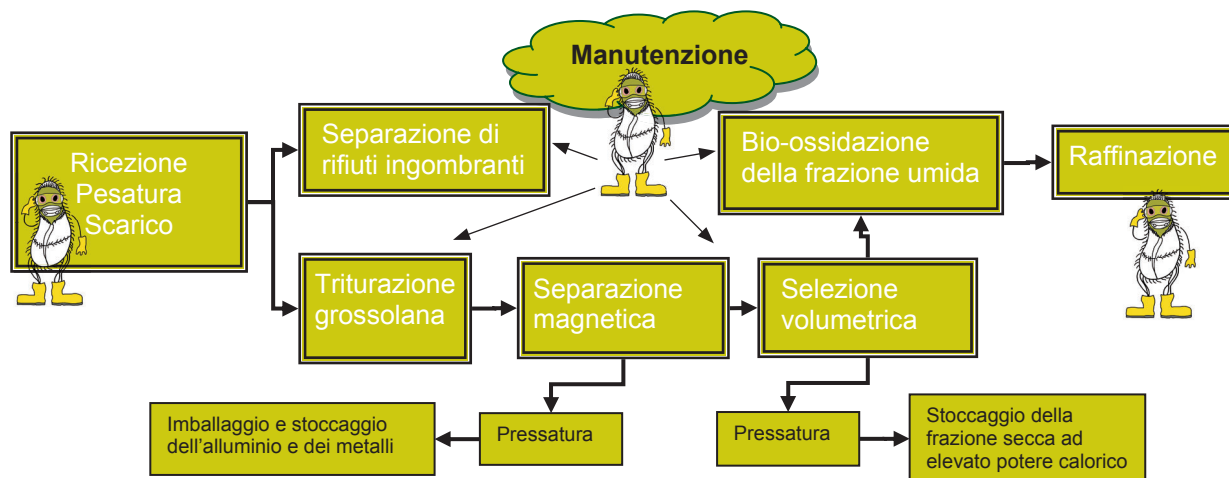 Manutenzione
Ricezione
Pesatura
Scarico
Separazione di
rifiuti ingombranti
Bio-ossidazione
della frazione umida
Raffinazione
Triturazione
grossolana
Separazione
magnetica
Selezione
volumetrica
Imballaggio e stoccaggio
dell'alluminio e dei metalli
Pressatura
Pressatura
Stoccaggio della
frazione secca ad
elevato potere calorico